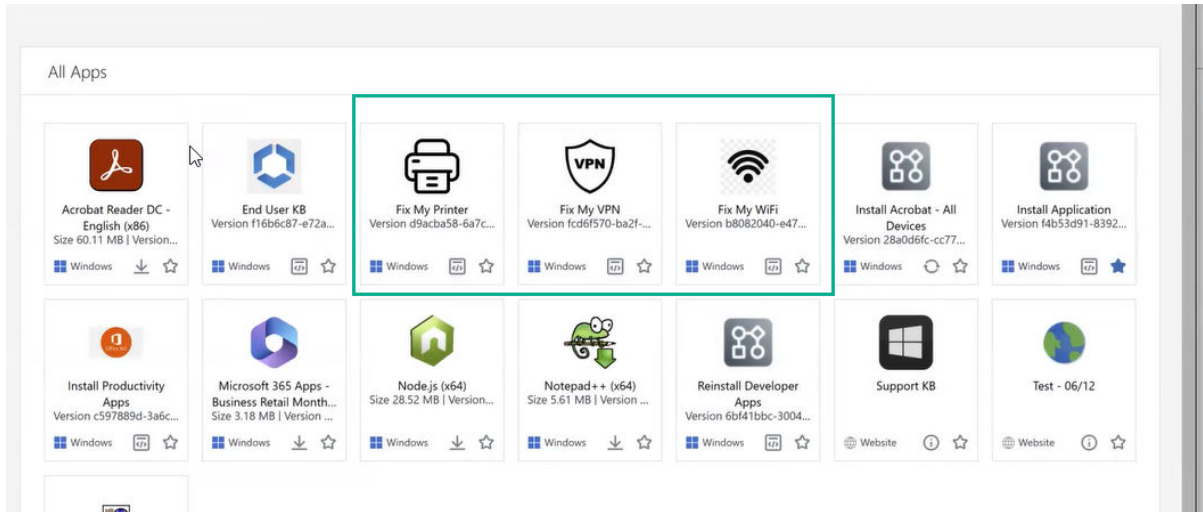 All Apps
VPN
Acrobat Reader DC -
English (x86)
Size 60.11 MB | Version...
Windows
End User KB
Version f16b6c87-e72a...
Windows
Fix My Printer
Version d9acba58-6a7c...
Windows
Fix My VPN
Version fcd6f570-ba2f-...
Windows
Fix My WiFi
Version b8082040-e47...
Windows
Install Acrobat - All
Devices
Version 28a0d6fc-cc77...
Windows
Install Application
Version f4b53d91-8392...
Windows
Install Productivity
Apps
Version c597889d-3a6c...
Windows
Microsoft 365 Apps -
Business Retail Month...
Size 3.18 MB | Version ...
Windows
Node.js (x64)
Size 28.52 MB | Version...
Windows
Notepad++ (x64)
Size 5.61 MB | Version ...
Windows
Reinstall Developer
Apps
Version 6bf41bbc-3004...
Windows
Support KB
Website
Test - 06/12
Website